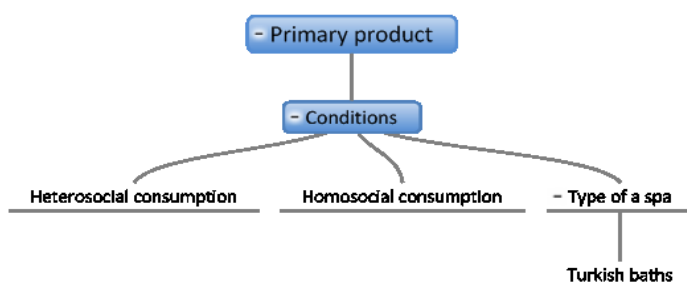 − Primary product
− Conditions
Heterosocial consumption
Homosocial consumption
− Type of a spa
Turkish baths